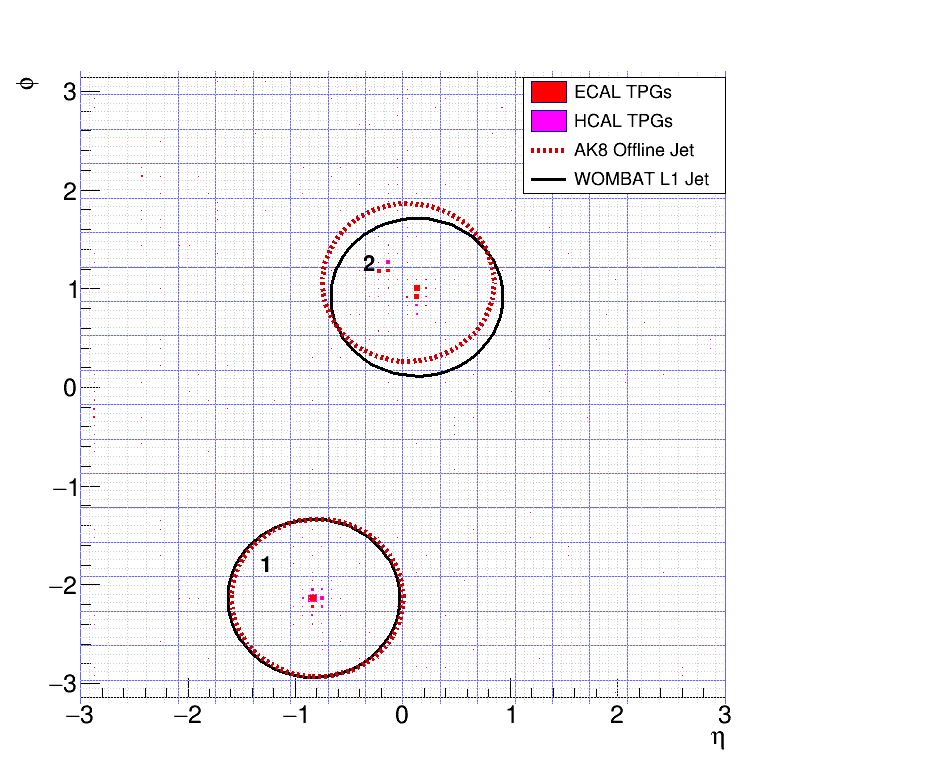 ϕ
3
ECAL TPGs
HCAL TPGs
AK8 Offline Jet
WOMBAT L1 Jet
2
2
1
0
−1
1
−2
−3
−3 −2 −1 0 1 2 3
η